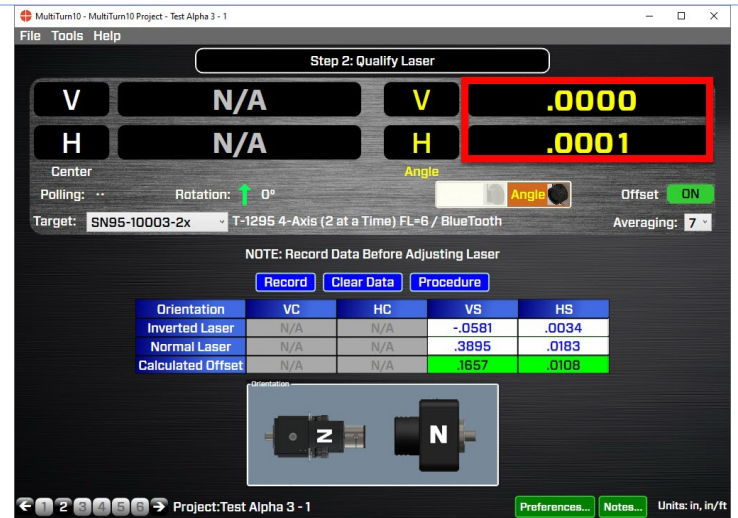 MultiTurn10 - MultiTurn10 Project - Test Alpha 3 - 1
File Tools Help
Step 2: Qualify Laser
V N/A V .0000
H N/A H .0001
Center Angle
Polling: -- Rotation: 0° Angle Offset ON
Target: SN95-10003-2x T-1295 4-Axis (2 at a Time) FL=6 / BlueTooth Averaging: 7
NOTE: Record Data Before Adjusting Laser
Record Clear Data Procedure
Orientation VC HC VS HS
Inverted Laser N/A N/A -.0581 .0034
Normal Laser N/A N/A .3895 .0183
Calculated Offset N/A N/A .1657 .0108
Orientation
N N
1 2 3 4 5 6 Project:Test Alpha 3 - 1 Preferences... Notes... Units: in, in/ft